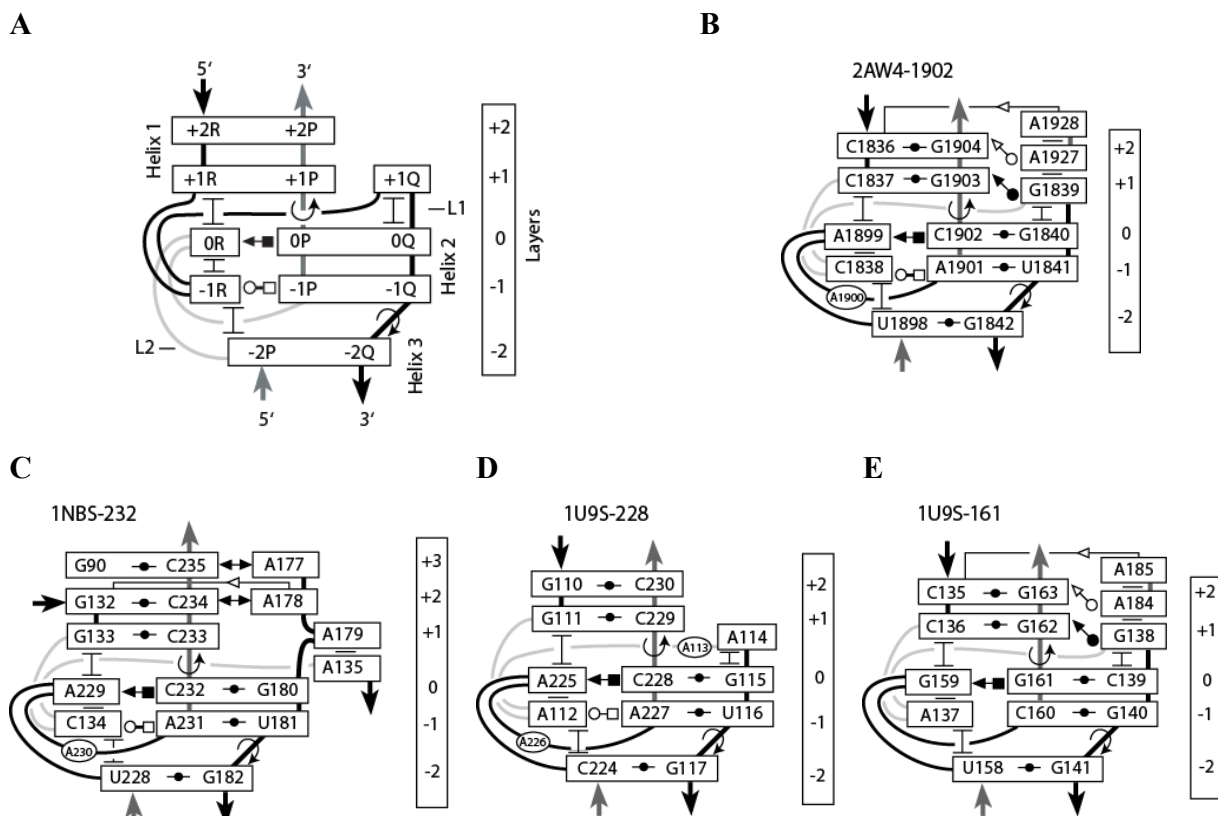 A
5‘ 3‘
+2R +2P
+1R +1P +1Q
0R 0P 0Q
-1R -1P -1Q
-2P -2Q
5‘ 3‘
Helix 1
Helix 2
Helix 3
L1
L2
Layers
+2
+1
0
-1
-2
B
2AW4-1902
A1928
C1836 G1904 A1927
C1837 G1903 G1839
A1899 C1902 G1840
C1838 A1901 U1841
A1900
U1898 G1842
+2
+1
0
-1
-2
C
1NBS-232
G90 C235 A177
G132 C234 A178
G133 C233 A179
A135
A229 C232 G180
C134 A231 U181
A230
U228 G182
+3
+2
+1
0
-1
-2
D
1U9S-228
G110 C230
G111 C229 A114
A113
A225 C228 G115
A112 A227 U116
A226
C224 G117
+2
+1
0
-1
-2
E
1U9S-161
A185
C135 G163 A184
C136 G162 G138
G159 G161 C139
A137 C160 G140
U158 G141
+2
+1
0
-1
-2